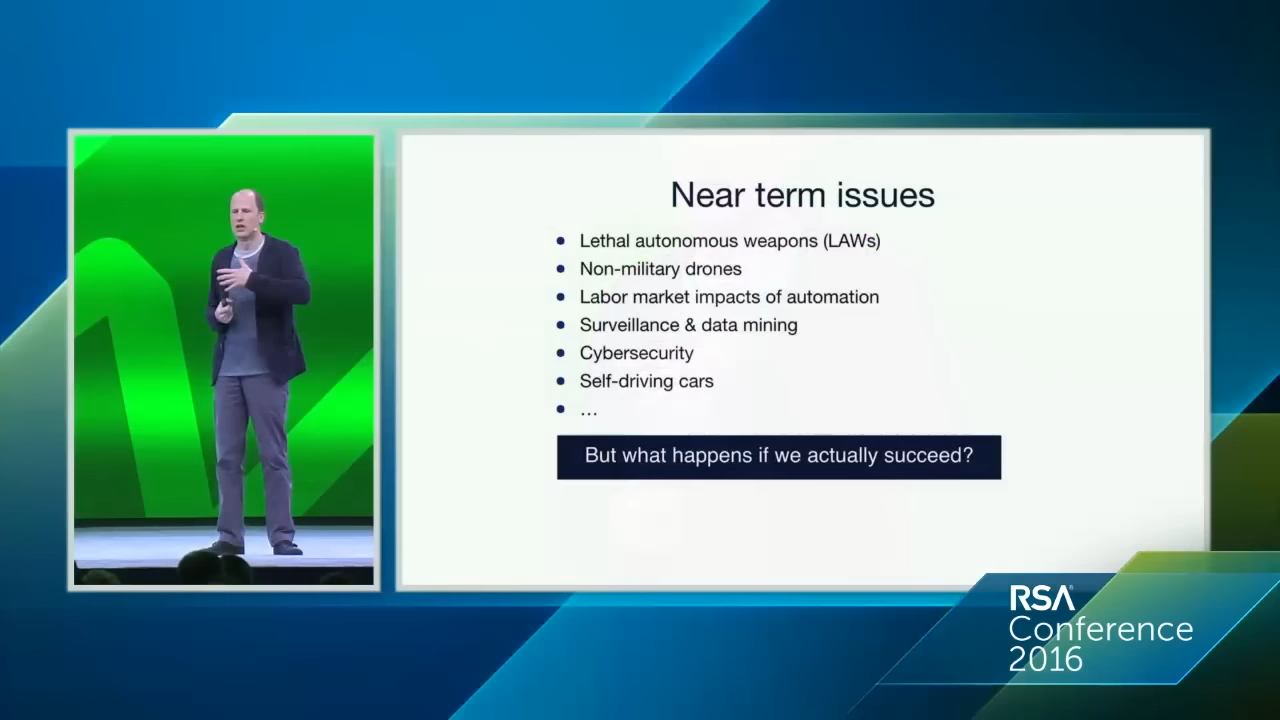 Near term issues
• Lethal autonomous weapons (LAWs)
• Non-military drones
• Labor market impacts of automation
• Surveillance & data mining
• Cybersecurity
• Self-driving cars
• …
But what happens if we actually succeed?
RSA
Conference
2016